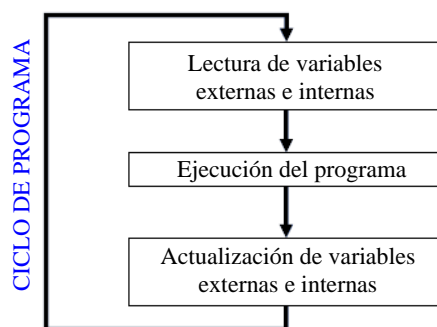 CICLO DE PROGRAMA
Lectura de variables
externas e internas
Ejecución del programa
Actualización de variables
externas e internas